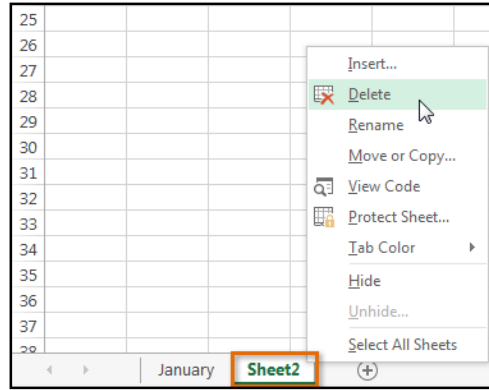 25
26
27
28
29
30
31
32
33
34
35
36
37
38
Insert...
Delete
Rename
Move or Copy...
View Code
Protect Sheet...
Tab Color
Hide
Unhide...
Select All Sheets
January Sheet2